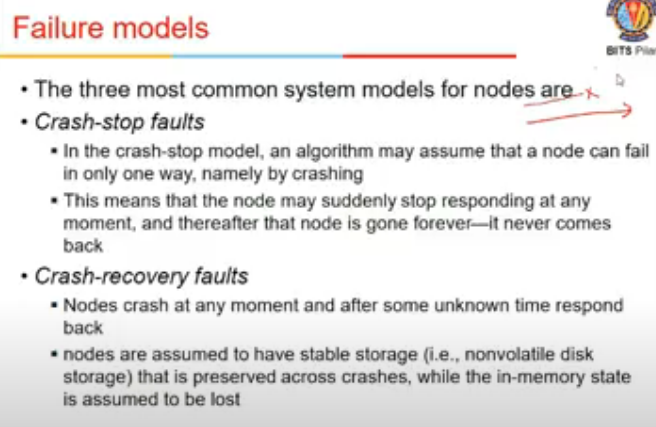 Failure models
BITS Pilan
• The three most common system models for nodes are
• Crash-stop faults
▪ In the crash-stop model, an algorithm may assume that a node can fail
in only one way, namely by crashing
▪ This means that the node may suddenly stop responding at any
moment, and thereafter that node is gone forever—it never comes
back
• Crash-recovery faults
▪ Nodes crash at any moment and after some unknown time respond
back
▪ nodes are assumed to have stable storage (i.e., nonvolatile disk
storage) that is preserved across crashes, while the in-memory state
is assumed to be lost